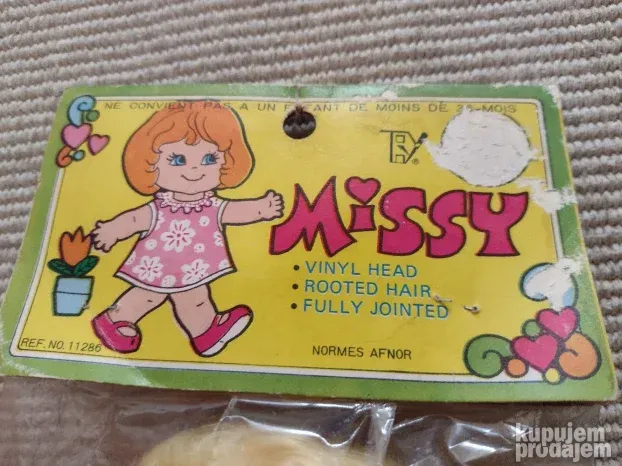 NE CONVIENT PAS A UN ENFANT DE MOINS DE 36 MOIS
MiSSY
• VINYL HEAD
• ROOTED HAIR
• FULLY JOINTED
REF. NO. 11286
NORMES AFNOR
kupujem
prodajem